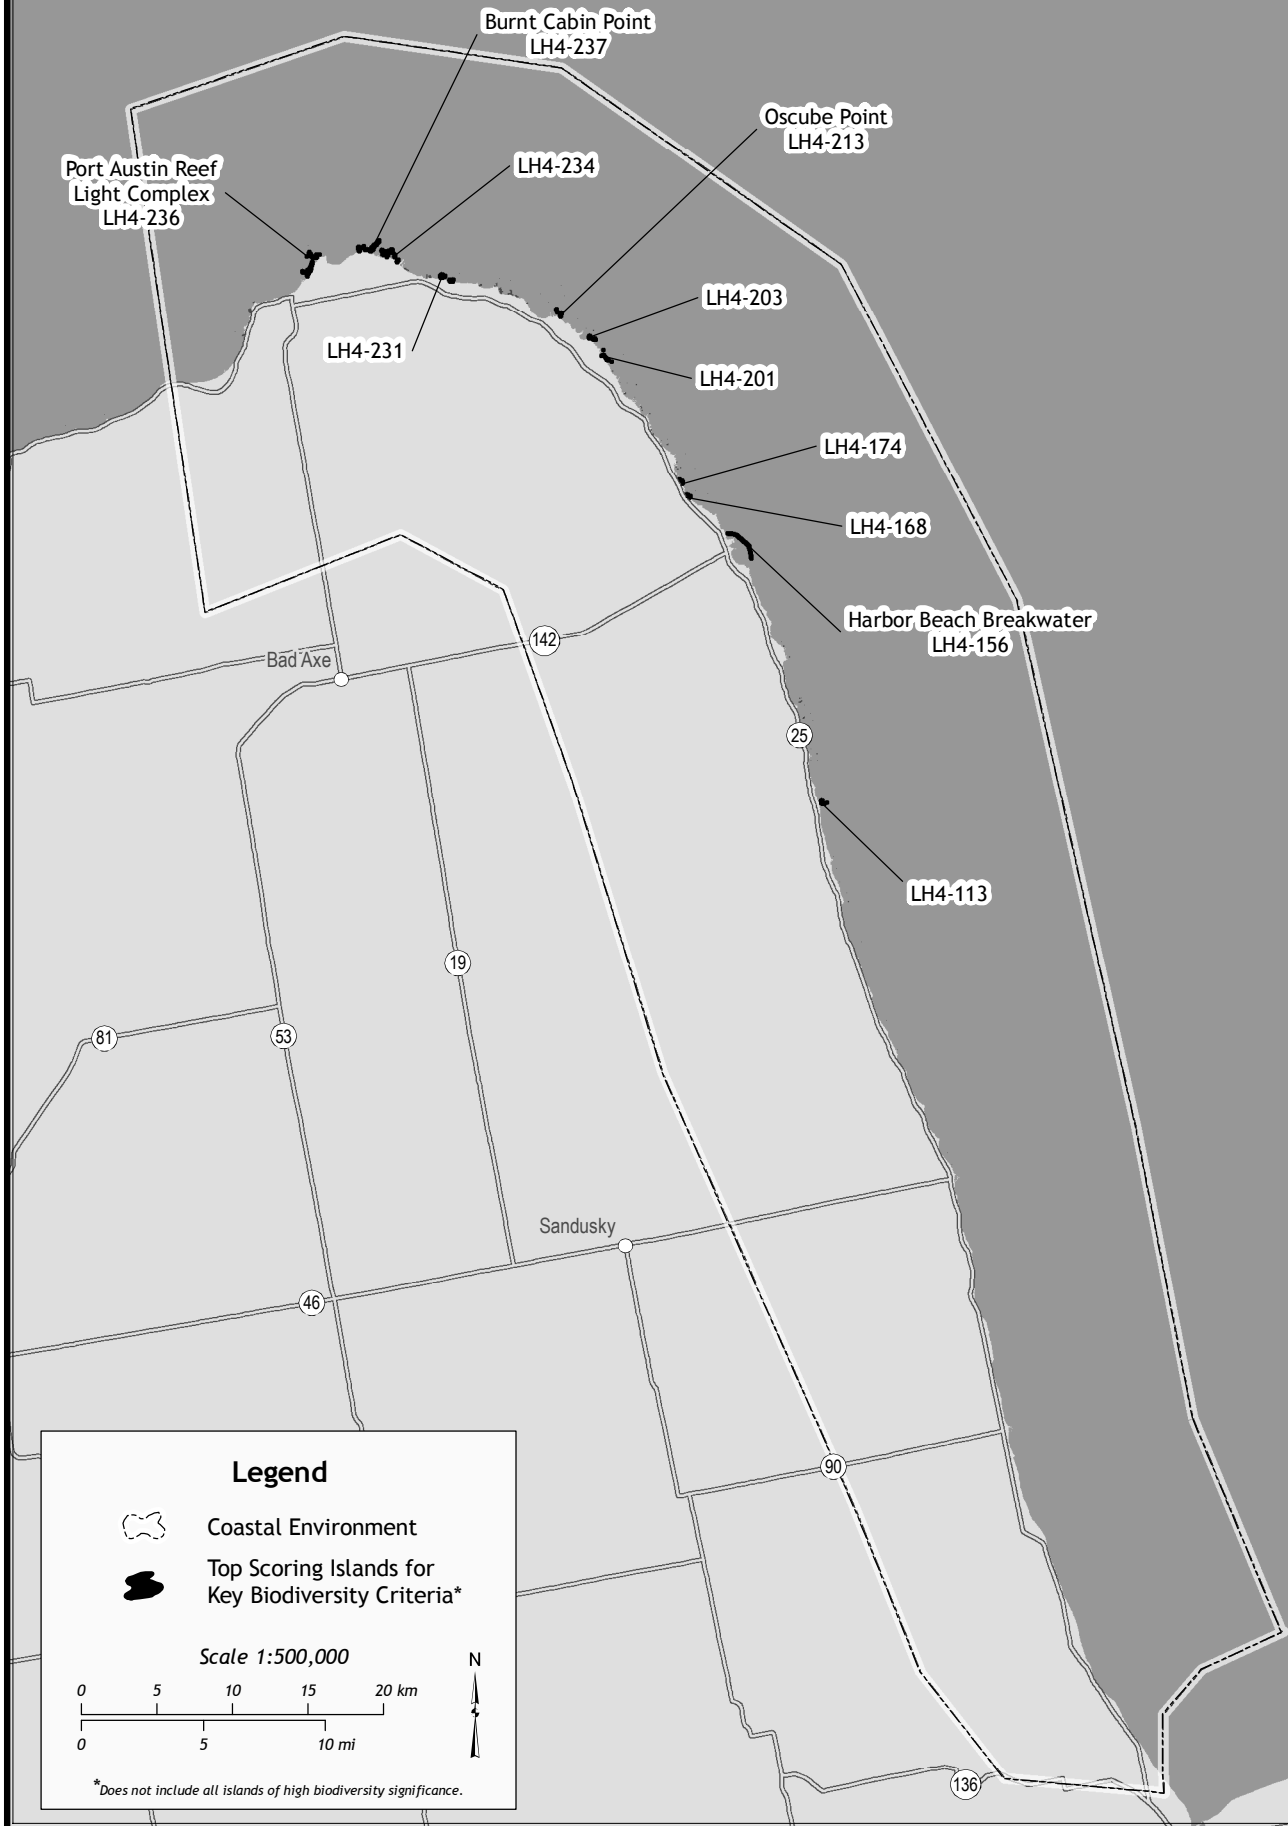 Burnt Cabin Point
LH4-237
Oscube Point
LH4-213
Port Austin Reef
Light Complex
LH4-236
LH4-234
LH4-203
LH4-231
LH4-201
LH4-174
LH4-168
Harbor Beach Breakwater
LH4-156
142
Bad Axe
25
LH4-113
19
81
53
Sandusky
46
90
136
Legend
Coastal Environment
Top Scoring Islands for
Key Biodiversity Criteria*
Scale 1:500,000
N
0 5 10 15 20 km
0 5 10 mi
*Does not include all islands of high biodiversity significance.